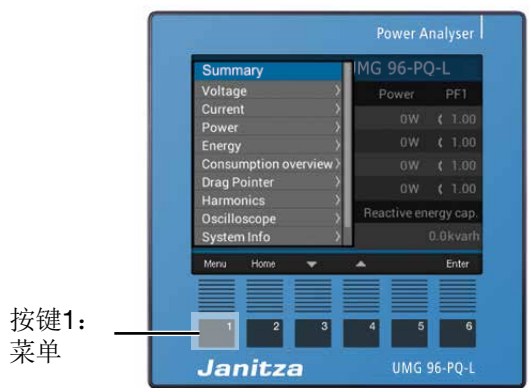 Power Analyser
UMG 96-PQ-L
Summary
Voltage
Current
Power
Energy
Consumption overview
Drag Pointer
Harmonics
Oscilloscope
System Info
Power PF1
0W 1.00
0W 1.00
0W 1.00
0W 1.00
Reactive energy cap.
0.0kvarh
Menu Home Enter
1 2 3 4 5 6
按键1:
菜单
Janitza UMG 96-PQ-L